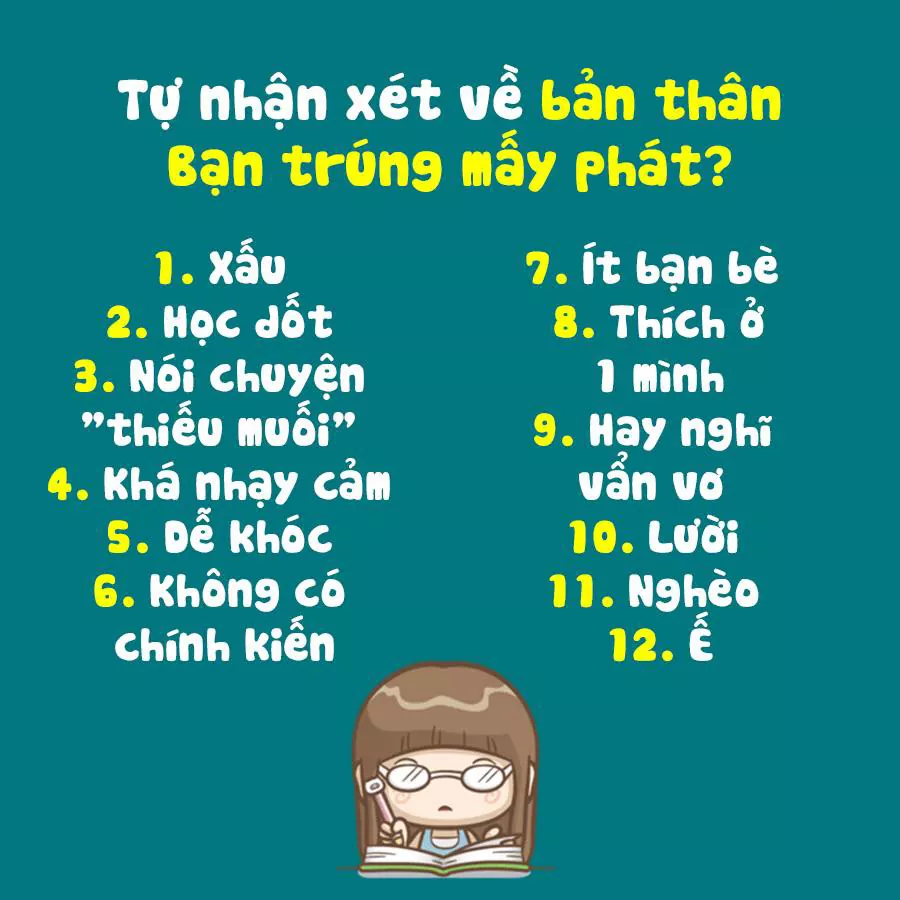 Tự nhận xét về bản thân
Bạn trúng mấy phát?
1. Xấu
2. Học dốt
3. Nói chuyện
"thiếu muối"
4. Khá nhạy cảm
5. Dễ khóc
6. Không có
chính kiến
7. Ít bạn bè
8. Thích ở
1 mình
9. Hay nghĩ
vẩn vơ
10. Lười
11. Nghèo
12. Ế